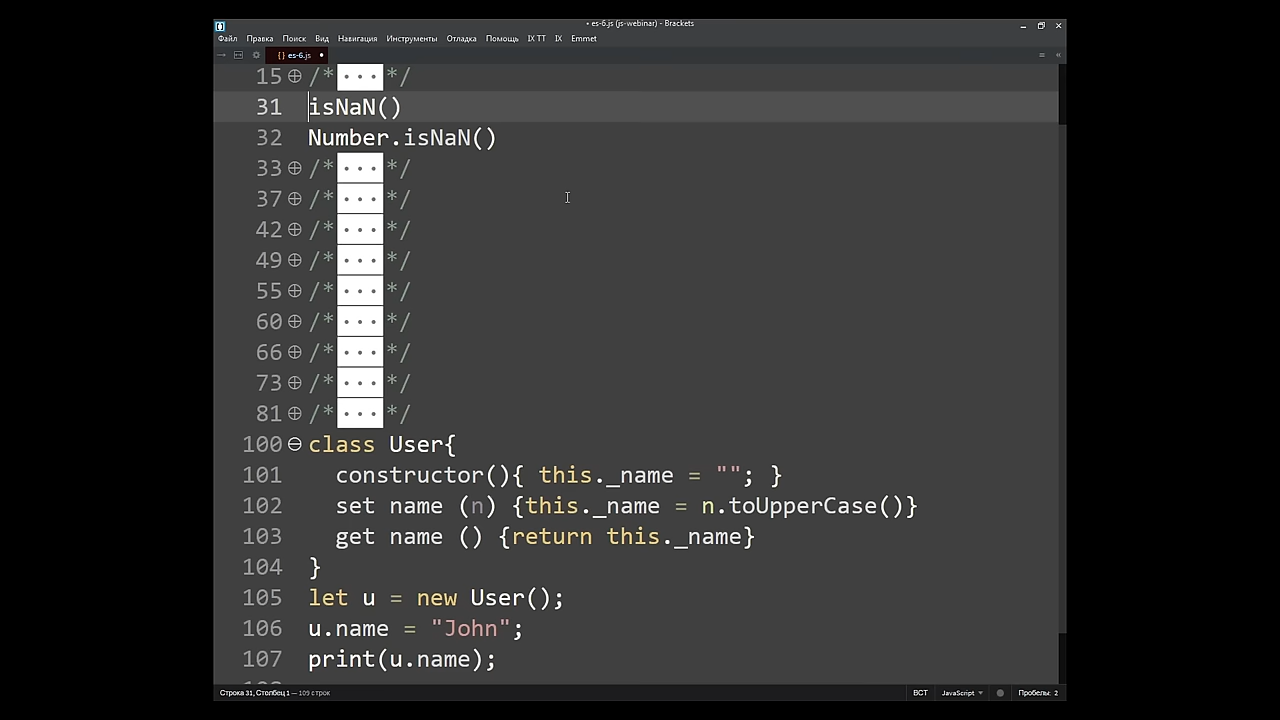 • es-6.js (js-webinar) - Brackets
Файл Правка Поиск Вид Навигация Инструменты Отладка Помощь IX TT IX Emmet
{} es-6.js •
15 /* ... */
31 isNaN()
32 Number.isNaN()
33 /* ... */
37 /* ... */
42 /* ... */
49 /* ... */
55 /* ... */
60 /* ... */
66 /* ... */
73 /* ... */
81 /* ... */
100 class User{
101 constructor(){ this._name = ""; }
102 set name (n) {this._name = n.toUpperCase()}
103 get name () {return this._name}
104 }
105 let u = new User();
106 u.name = "John";
107 print(u.name);
Строка 31, Столбец 1 — 109 строк ВСТ JavaScript Пробелы: 2